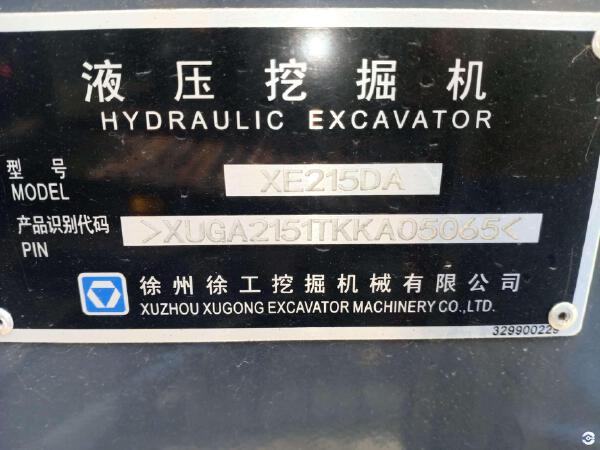 液压挖掘机
HYDRAULIC EXCAVATOR
型号 XE215DA
MODEL
产品识别代码 >XUGA2151TKKA05065<
PIN
徐州徐工挖掘机械有限公司
XUZHOU XUGONG EXCAVATOR MACHINERY CO.,LTD.
329900229